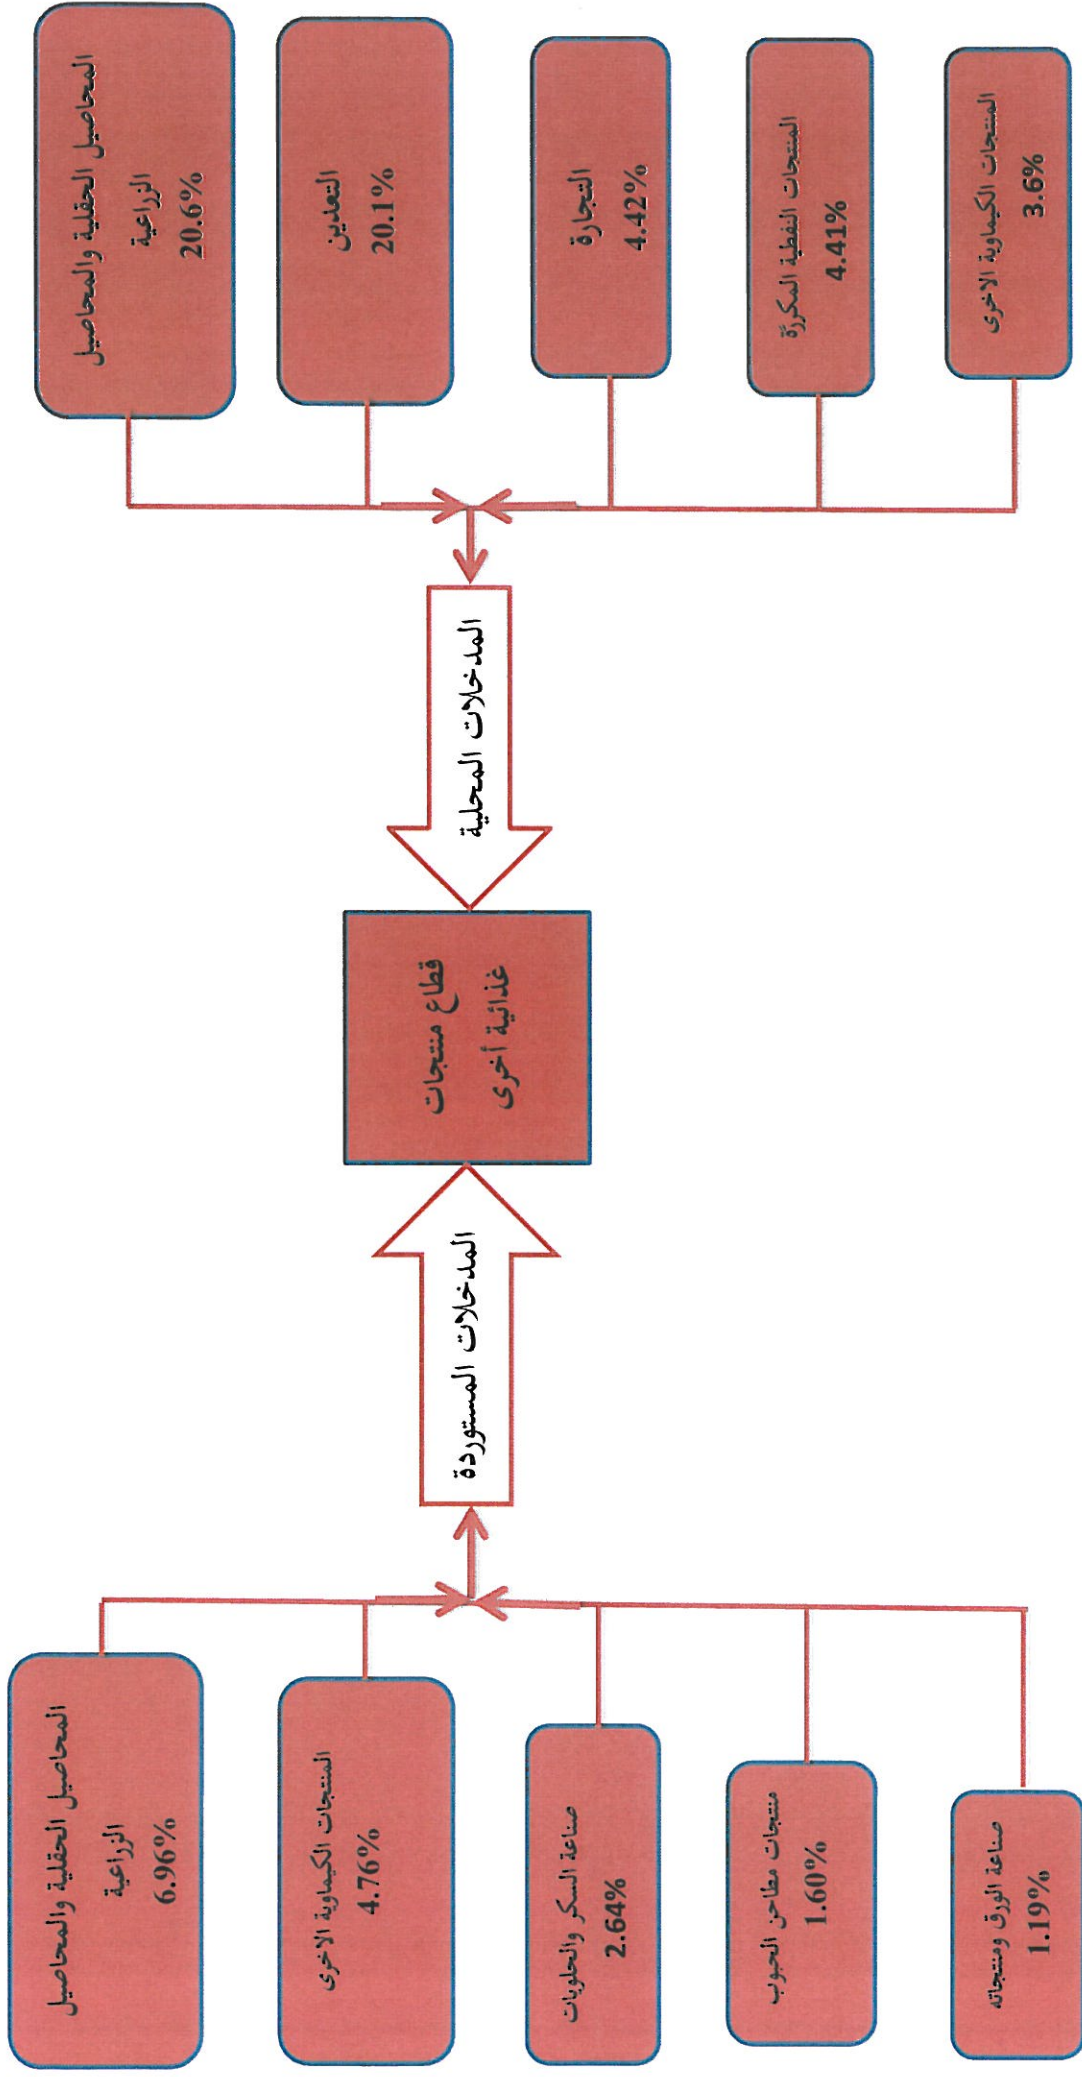 المحاصيل الحقلية والمحاصيل
الزراعية
20.6%
التعدين
20.1%
التجارة
4.42%
المنتجات النفطية المكررة
4.41%
المنتجات الكيماوية الاخرى
3.6%
المدخلات المحلية
قطاع منتجات
غذائية أخرى
المدخلات المستوردة
المحاصيل الحقلية والمحاصيل
الزراعية
6.96%
المنتجات الكيماوية الاخرى
4.76%
صناعة السكر والحلويات
2.64%
منتجات مطاحن الحبوب
1.60%
صناعة الورق ومنتجاته
1.19%